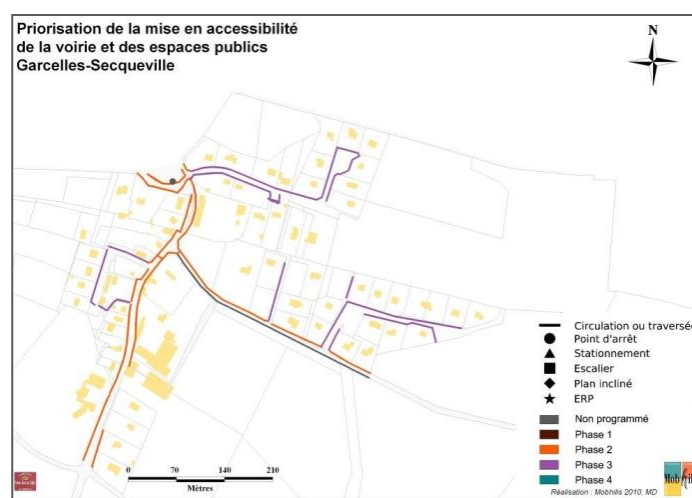 Priorisation de la mise en accessibilité
de la voirie et des espaces publics
Garcelles-Secqueville
N
Circulation ou traversée
Point d'arrêt
Stationnement
Escalier
Plan incliné
ERP
Non programmé
Phase 1
Phase 2
Phase 3
Phase 4
0 70 140 210
Mètres
Réalisation : Mobhilis 2010, MD